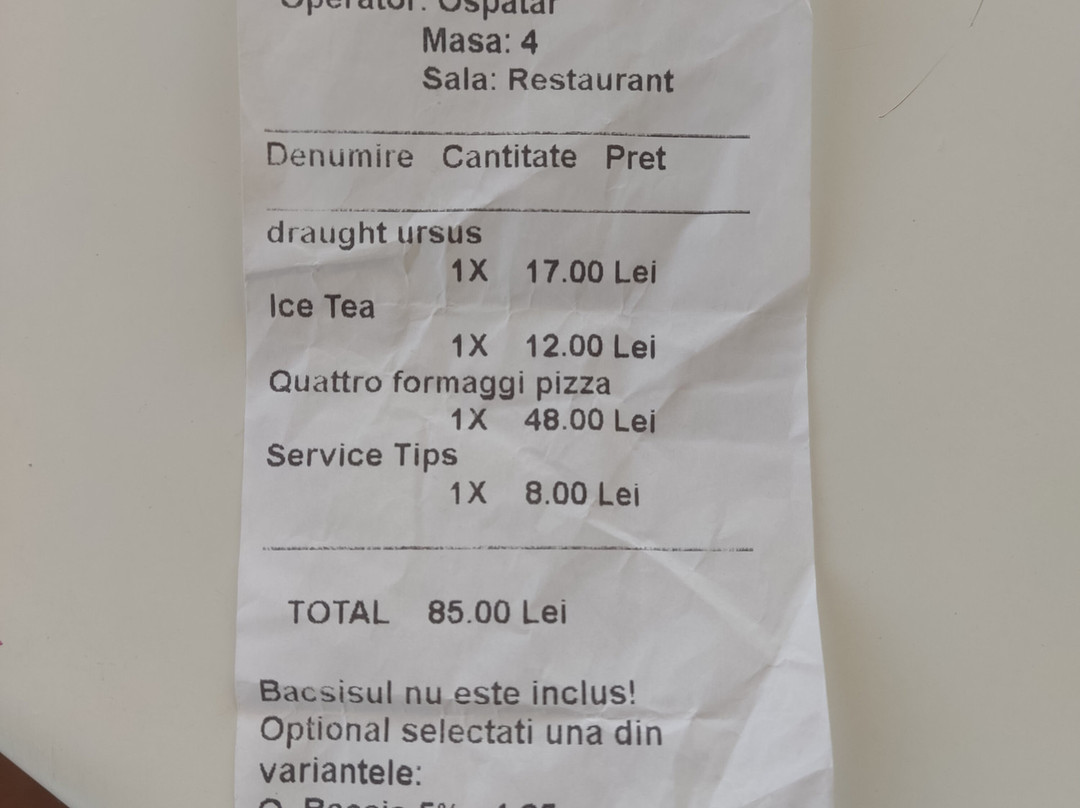 Operator: Ospatar
Masa: 4
Sala: Restaurant
Denumire Cantitate Pret
draught ursus
1X 17.00 Lei
Ice Tea
1X 12.00 Lei
Quattro formaggi pizza
1X 48.00 Lei
Service Tips
1X 8.00 Lei
TOTAL 85.00 Lei
Bacsisul nu este inclus!
Optional selectati una din
variantele: